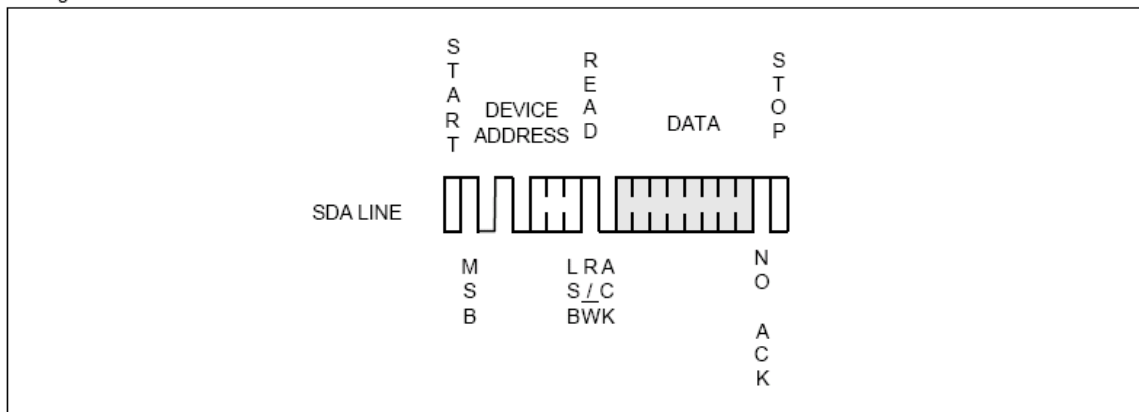 START
DEVICE
ADDRESS
READ
DATA
STOP
SDA LINE
MSB
LSB
R/W
ACK
NO ACK